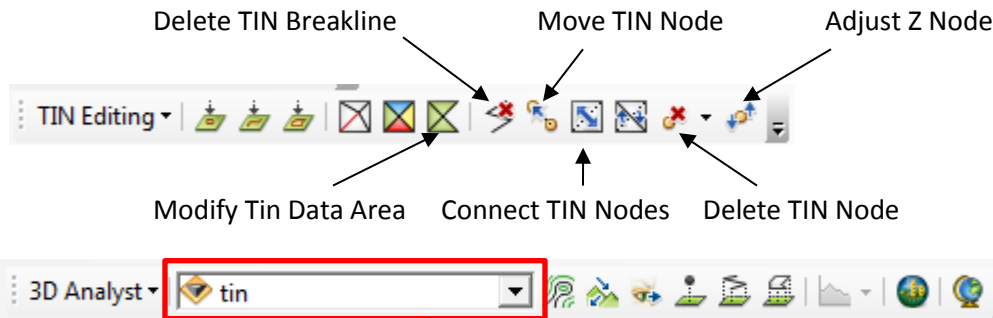 Delete TIN Breakline Move TIN Node Adjust Z Node
TIN Editing
Modify Tin Data Area Connect TIN Nodes Delete TIN Node
3D Analyst tin